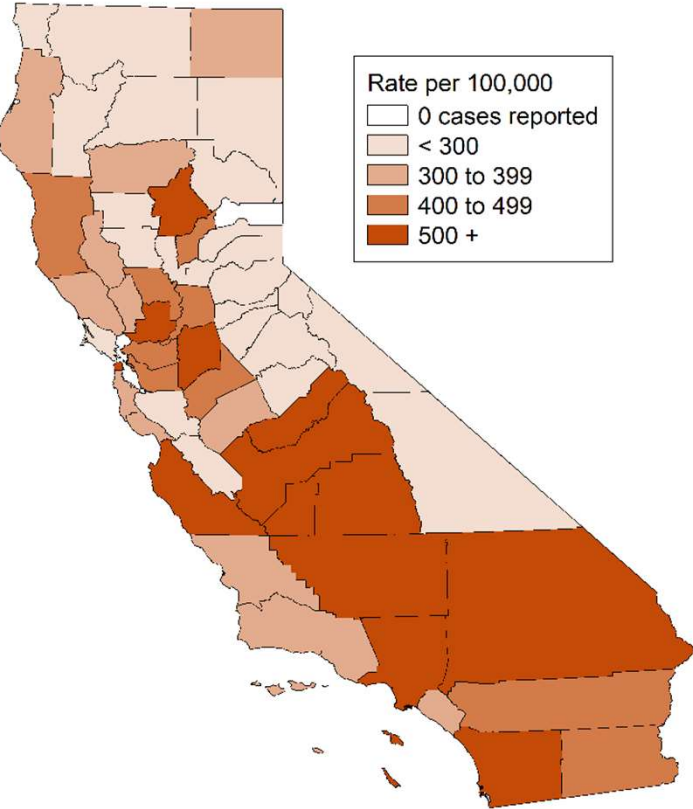 Rate per 100,000
0 cases reported
< 300
300 to 399
400 to 499
500 +